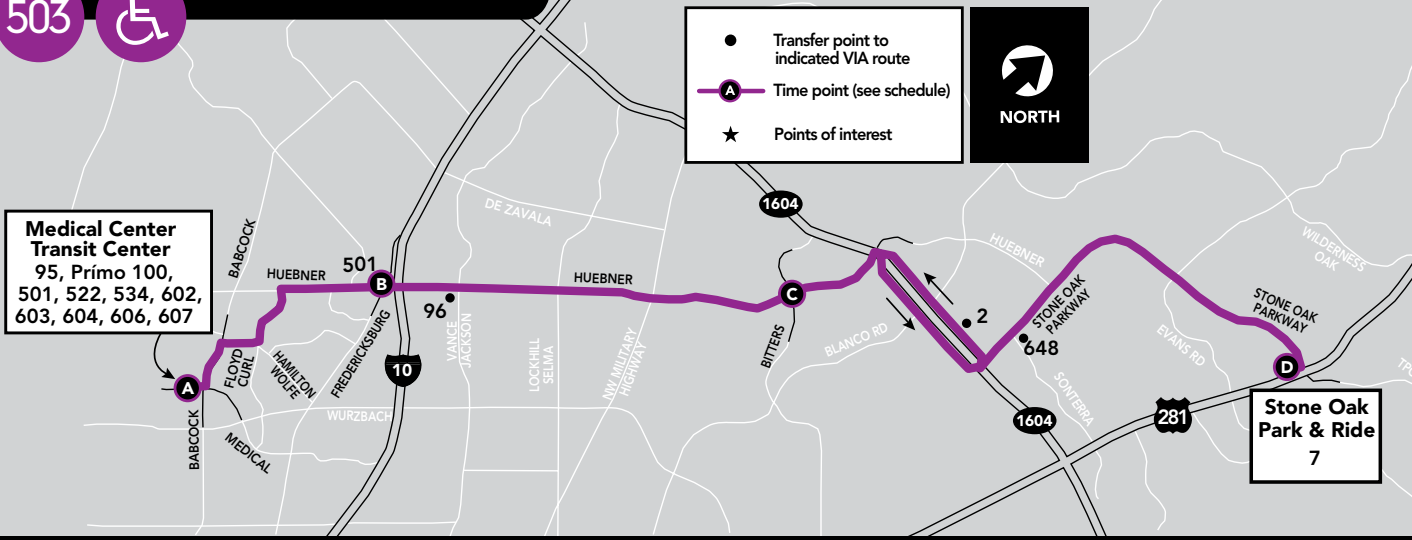 503
Transfer point to
indicated VIA route
A
Time point (see schedule)
Points of interest
NORTH
Medical Center
Transit Center
95, Prímo 100,
501, 522, 534, 602,
603, 604, 606, 607
BABCOCK
HUEBNER
501
B
96
VANCE
JACKSON
DE ZAVALA
HUEBNER
LOCKHILL
SELMA
NW MILITARY
HIGHWAY
1604
C
BITTERS
BLANCO RD
2
HUEBNER
STONE OAK
PARKWAY
648
SONTERRA
WILDERNESS
OAK
EVANS RD
STONE OAK
PARKWAY
D
A
FLOYD
CURL
HAMILTON
WOLFE
FREDERICKSBURG
10
WURZBACH
BABCOCK
MEDICAL
1604
281
Stone Oak
Park & Ride
7